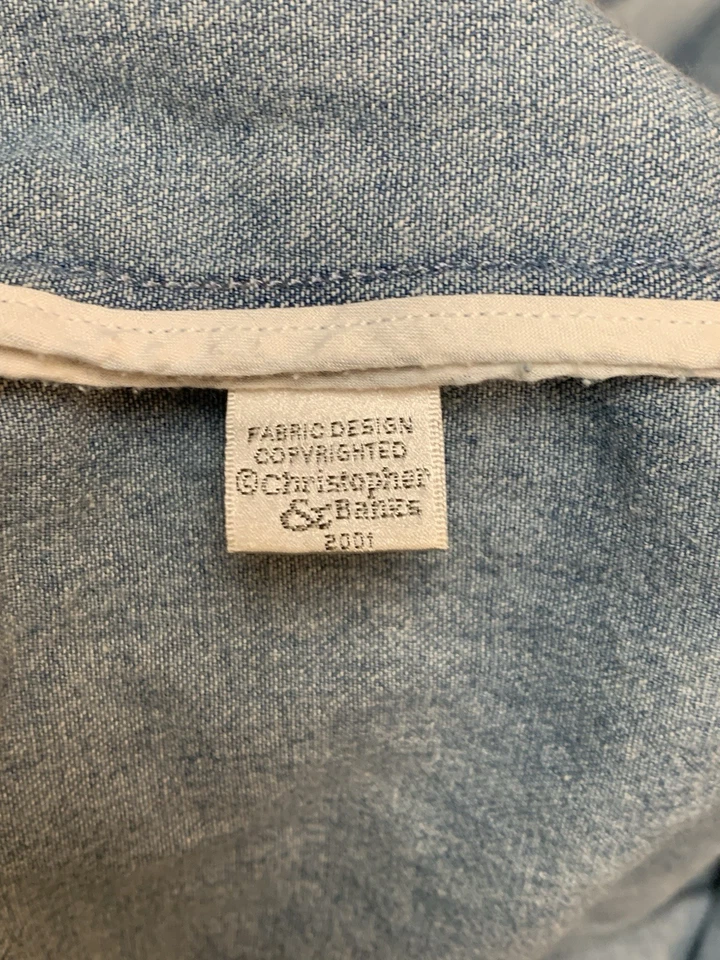 FABRIC DESIGN
COPYRIGHTED
©Christopher
& Banks
2001